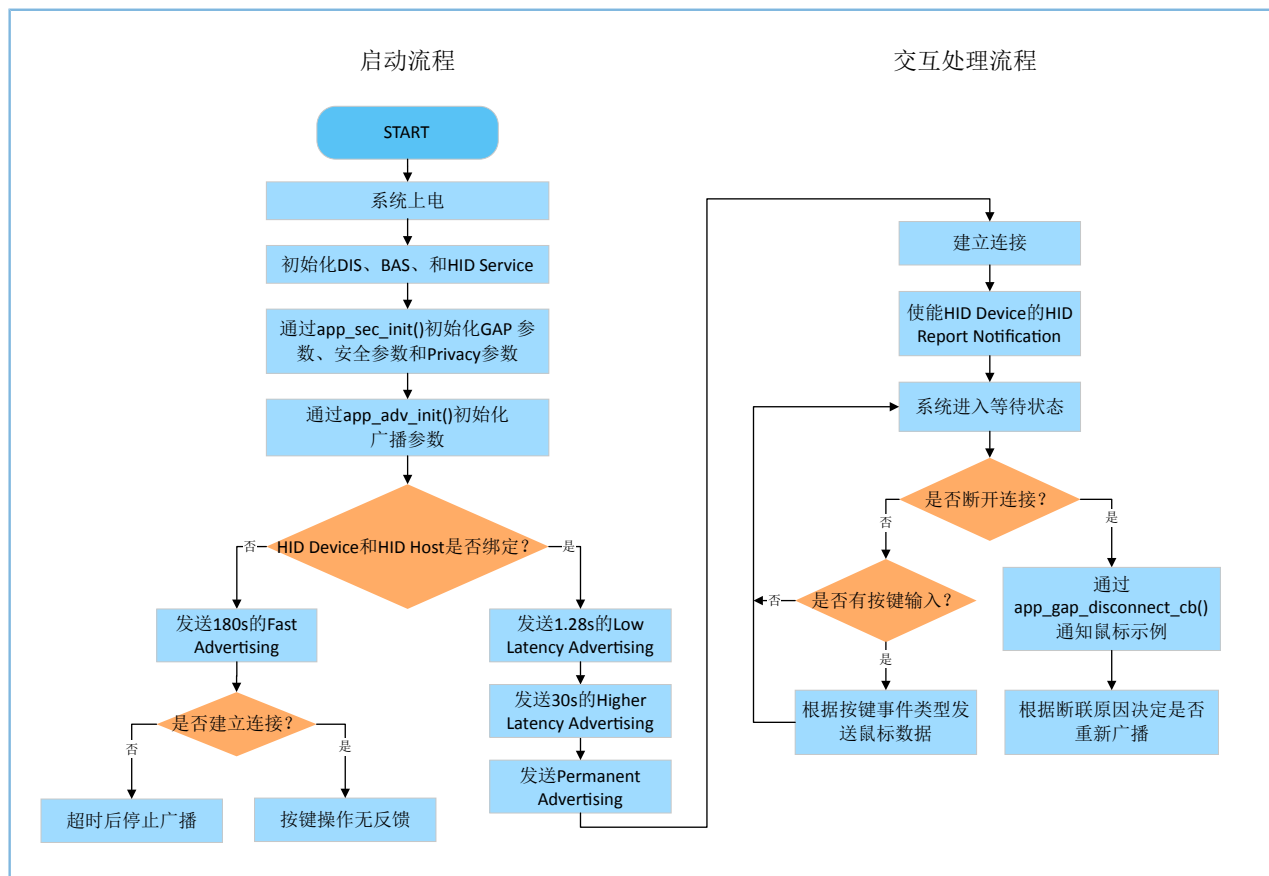 启动流程
START
系统上电
初始化DIS、BAS、和HID Service
通过app_sec_init()初始化GAP 参
数、安全参数和Privacy参数
通过app_adv_init()初始化
广播参数
HID Device和HID Host是否绑定？
否
是
发送180s的Fast
Advertising
是否建立连接？
否
是
超时后停止广播
按键操作无反馈
发送1.28s的Low
Latency Advertising
发送30s的Higher
Latency Advertising
发送Permanent
Advertising
交互处理流程
建立连接
使能HID Device的HID
Report Notification
系统进入等待状态
是否断开连接？
否
是
是否有按键输入？
否
是
根据按键事件类型发
送鼠标数据
通过
app_gap_disconnect_cb()
通知鼠标示例
根据断联原因决定是否
重新广播